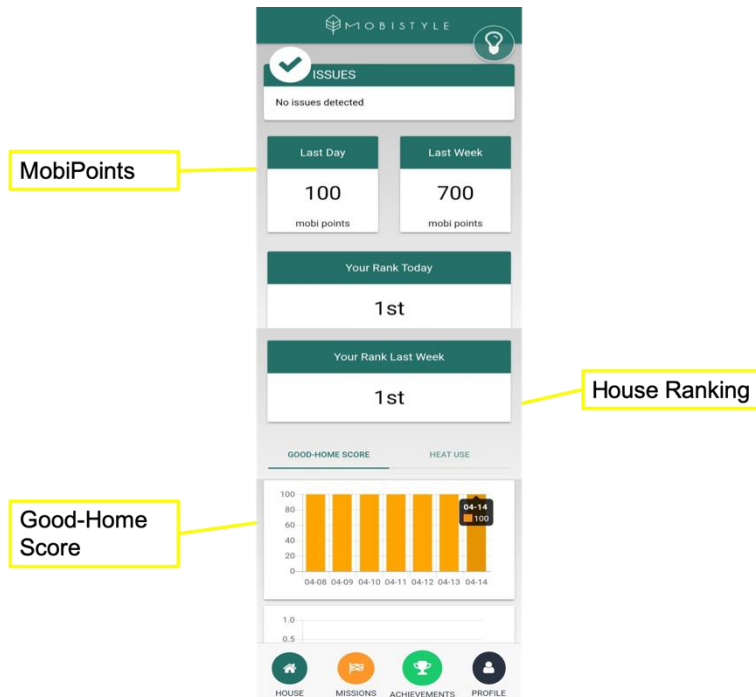 MOBISTYLE
ISSUES
No issues detected
MobiPoints
Last Day
100
mobi points
Last Week
700
mobi points
Your Rank Today
1st
Your Rank Last Week
1st
House Ranking
GOOD-HOME SCORE
HEAT USE
Good-Home
Score
100
80
60
40
20
0
04-14
100
04-08 04-09 04-10 04-11 04-12 04-13 04-14
1.0
0.5
HOUSE
MISSIONS
ACHIEVEMENTS
PROFILE